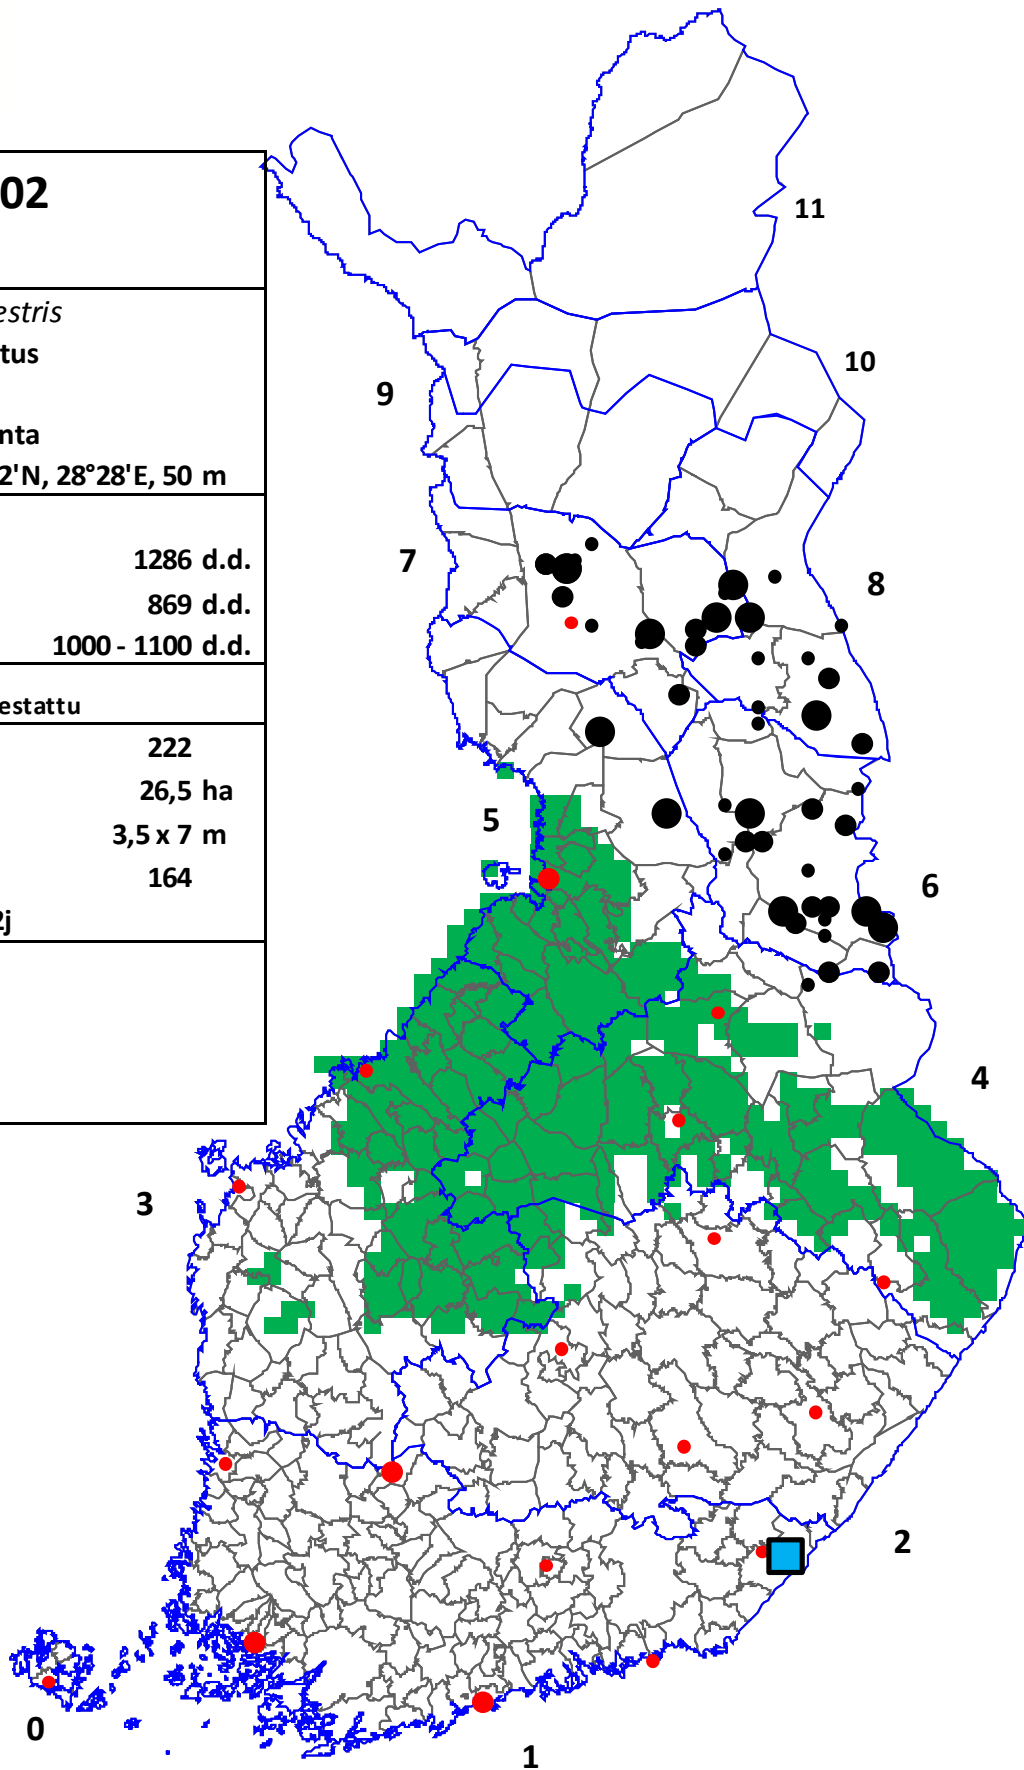 02
estris
tus
nta
2'N, 28°28'E, 50 m
1286 d.d.
869 d.d.
1000 - 1100 d.d.
estattu
222
26,5 ha
3,5 x 7 m
164
2j
11
10
9
7
8
5
6
4
3
2
0
1